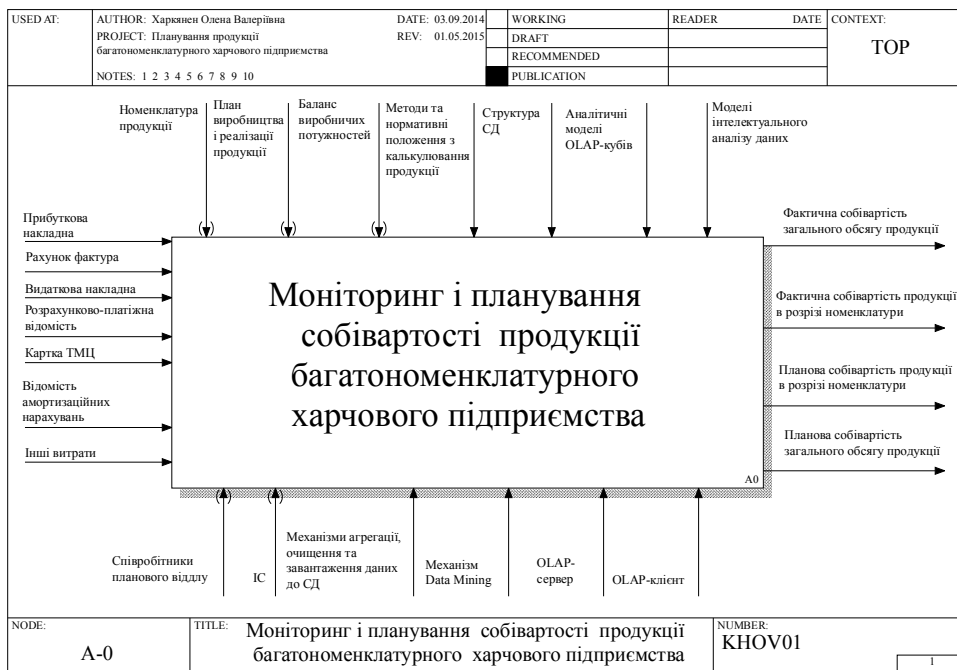 USED AT:
AUTHOR: Харкянен Олена Валеріївна
DATE: 03.09.2014
PROJECT: Планування продукції
багатономенклатурного харчового підприємства
REV: 01.05.2015
NOTES: 1 2 3 4 5 6 7 8 9 10
WORKING
DRAFT
RECOMMENDED
PUBLICATION
READER DATE
CONTEXT:
TOP
Номенклатура
продукції
План
виробництва
і реалізації
продукції
Баланс
виробничих
потужностей
Методи та
нормативні
положення з
калькулювання
продукції
Структура
СД
Аналітичні
моделі
OLAP-кубів
Моделі
інтелектуального
аналізу даних
Прибуткова
накладна
Рахунок фактура
Видаткова накладна
Розрахунково-платіжна
відомість
Картка ТМЦ
Відомість
амортизаційних
нарахувань
Інші витрати
Моніторинг і планування
собівартості продукції
багатономенклатурного
харчового підприємства
A0
Фактична собівартість
загального обсягу продукції
Фактична собівартість продукції
в розрізі номенклатури
Планова собівартість продукції
в розрізі номенклатури
Планова собівартість
загального обсягу продукції
Співробітники
планового віддлу
ІС
Механізми агрегації,
очищення та
завантаження даних
до СД
Механізм
Data Mining
OLAP-
сервер
OLAP-клієнт
NODE:
A-0
TITLE:
Моніторинг і планування собівартості продукції
багатономенклатурного харчового підприємства
NUMBER:
KHOV01
1